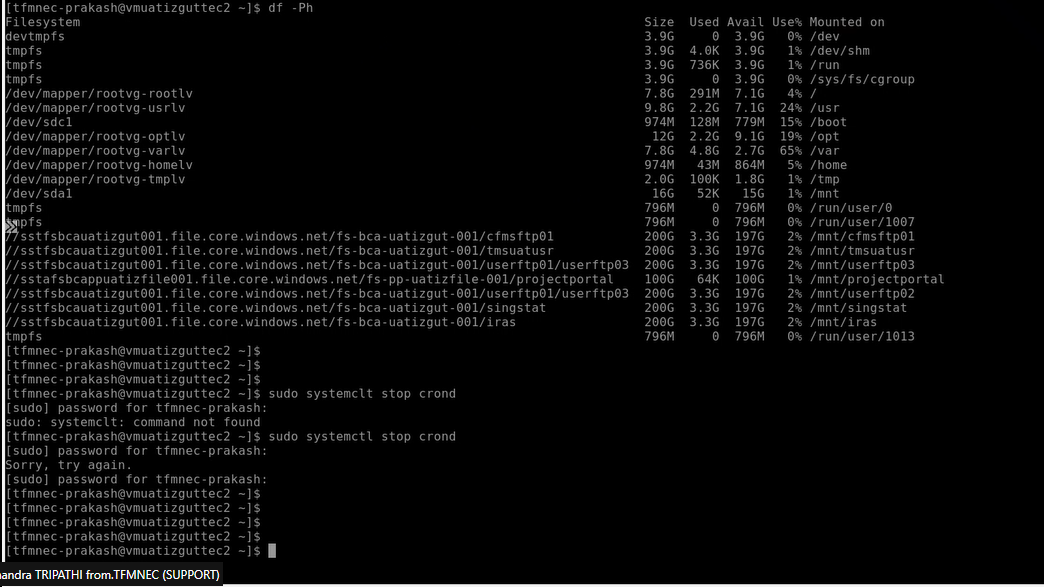 [tfmnec-prakash@vmuatizguttec2 ~]$ df -Ph
Filesystem Size Used Avail Use% Mounted on
devtmpfs 3.9G 0 3.9G 0% /dev
tmpfs 3.9G 4.0K 3.9G 1% /dev/shm
tmpfs 3.9G 736K 3.9G 1% /run
tmpfs 3.9G 0 3.9G 0% /sys/fs/cgroup
/dev/mapper/rootvg-rootlv 7.8G 291M 7.1G 4% /
/dev/mapper/rootvg-usrlv 9.8G 2.2G 7.1G 24% /usr
/dev/sdc1 974M 128M 779M 15% /boot
/dev/mapper/rootvg-optlv 12G 2.2G 9.1G 19% /opt
/dev/mapper/rootvg-varlv 7.8G 4.8G 2.7G 65% /var
/dev/mapper/rootvg-homelv 974M 43M 864M 5% /home
/dev/mapper/rootvg-tmplv 2.0G 100K 1.8G 1% /tmp
/dev/sda1 16G 52K 15G 1% /mnt
tmpfs 796M 0 796M 0% /run/user/0
tmpfs 796M 0 796M 0% /run/user/1007
//sstfsbcauatizgut001.file.core.windows.net/fs-bca-uatizgut-001/cfmsftp01 200G 3.3G 197G 2% /mnt/cfmsftp01
//sstfsbcauatizgut001.file.core.windows.net/fs-bca-uatizgut-001/tmsuatusr 200G 3.3G 197G 2% /mnt/tmsuatusr
//sstfsbcauatizgut001.file.core.windows.net/fs-bca-uatizgut-001/userftp01/userftp03 200G 3.3G 197G 2% /mnt/userftp03
//sstafsbcappuatizfile001.file.core.windows.net/fs-pp-uatizfile-001/projectportal 100G 64K 100G 1% /mnt/projectportal
//sstfsbcauatizgut001.file.core.windows.net/fs-bca-uatizgut-001/userftp01/userftp03 200G 3.3G 197G 2% /mnt/userftp02
//sstfsbcauatizgut001.file.core.windows.net/fs-bca-uatizgut-001/singstat 200G 3.3G 197G 2% /mnt/singstat
//sstfsbcauatizgut001.file.core.windows.net/fs-bca-uatizgut-001/iras 200G 3.3G 197G 2% /mnt/iras
tmpfs 796M 0 796M 0% /run/user/1013
[tfmnec-prakash@vmuatizguttec2 ~]$
[tfmnec-prakash@vmuatizguttec2 ~]$
[tfmnec-prakash@vmuatizguttec2 ~]$
[tfmnec-prakash@vmuatizguttec2 ~]$ sudo systemclt stop crond
[sudo] password for tfmnec-prakash:
sudo: systemclt: command not found
[tfmnec-prakash@vmuatizguttec2 ~]$ sudo systemctl stop crond
[sudo] password for tfmnec-prakash:
Sorry, try again.
[sudo] password for tfmnec-prakash:
[tfmnec-prakash@vmuatizguttec2 ~]$
[tfmnec-prakash@vmuatizguttec2 ~]$
[tfmnec-prakash@vmuatizguttec2 ~]$
[tfmnec-prakash@vmuatizguttec2 ~]$
[tfmnec-prakash@vmuatizguttec2 ~]$
andra TRIPATHI from.TFMNEC (SUPPORT)